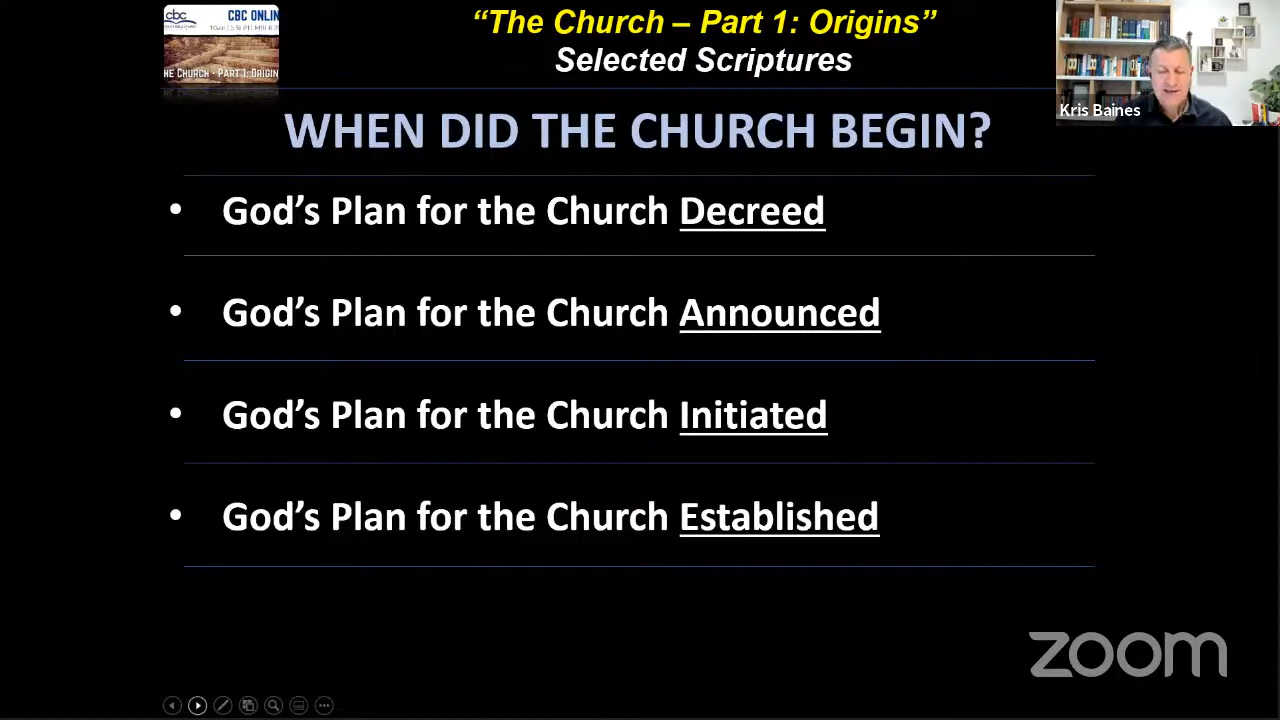 cbc
CBC ONLIN
“The Church – Part 1: Origins”
Selected Scriptures
HE CHURCH - PART 1: ORIGIN
Kris Baines
WHEN DID THE CHURCH BEGIN?
• God’s Plan for the Church Decreed
• God’s Plan for the Church Announced
• God’s Plan for the Church Initiated
• God’s Plan for the Church Established
zoom